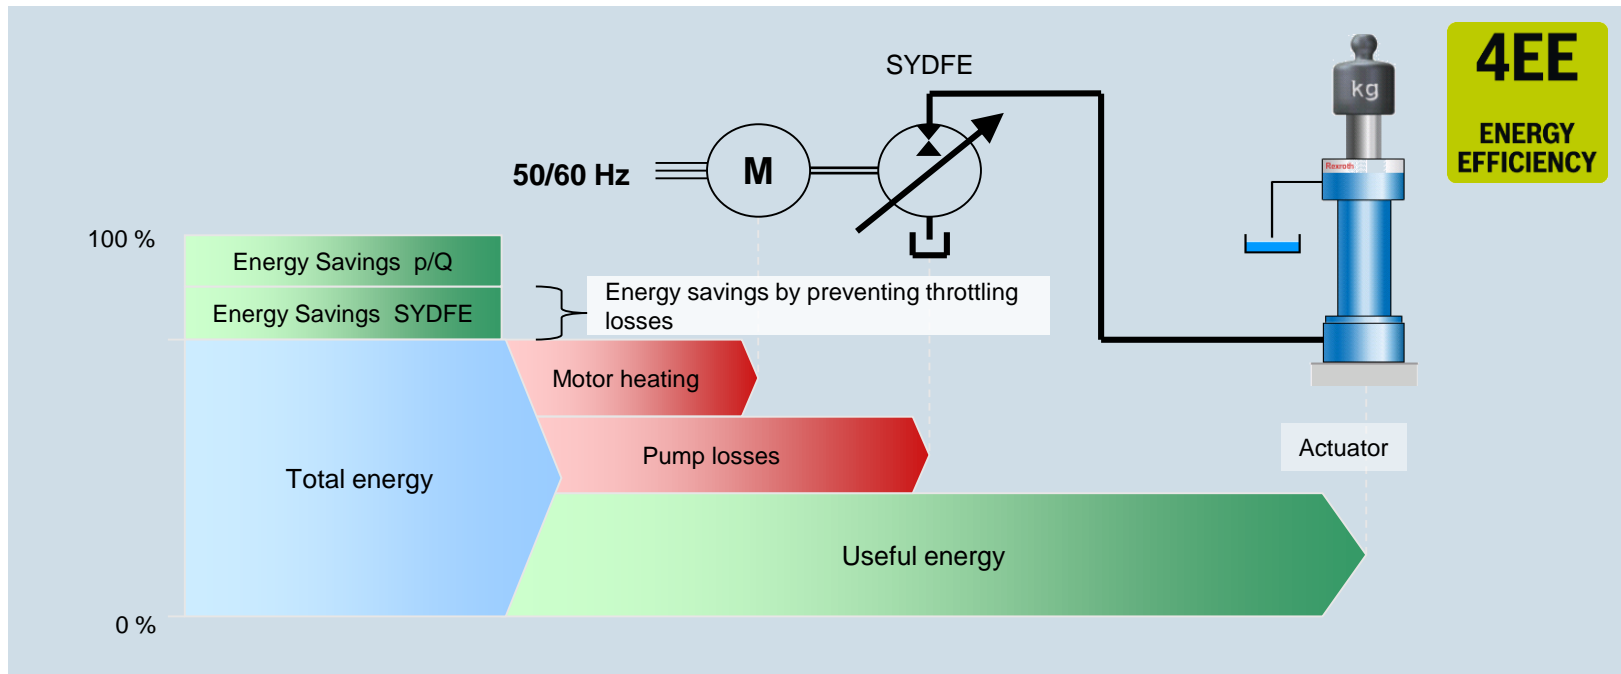 SYDFE
4EE
ENERGY
EFFICIENCY
kg
Rexroth
50/60 Hz
M
100 %
Energy Savings p/Q
Energy Savings SYDFE
Energy savings by preventing throttling
losses
Motor heating
Pump losses
Actuator
Total energy
Useful energy
0 %